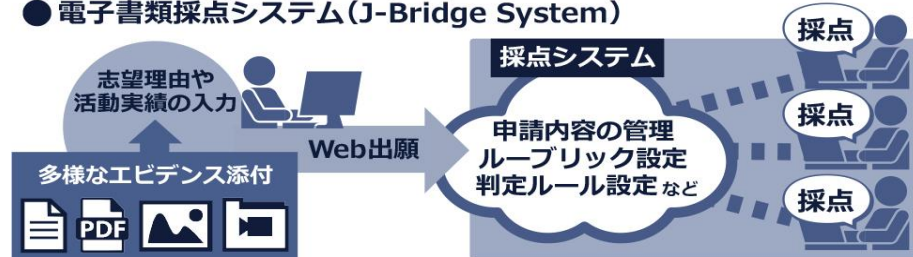 ●電子書類採点システム(J-Bridge System)
志望理由や
活動実績の入力
多様なエビデンス添付
PDF
Web出願
採点システム
申請内容の管理
ルーブリック設定
判定ルール設定など
採点
採点
採点